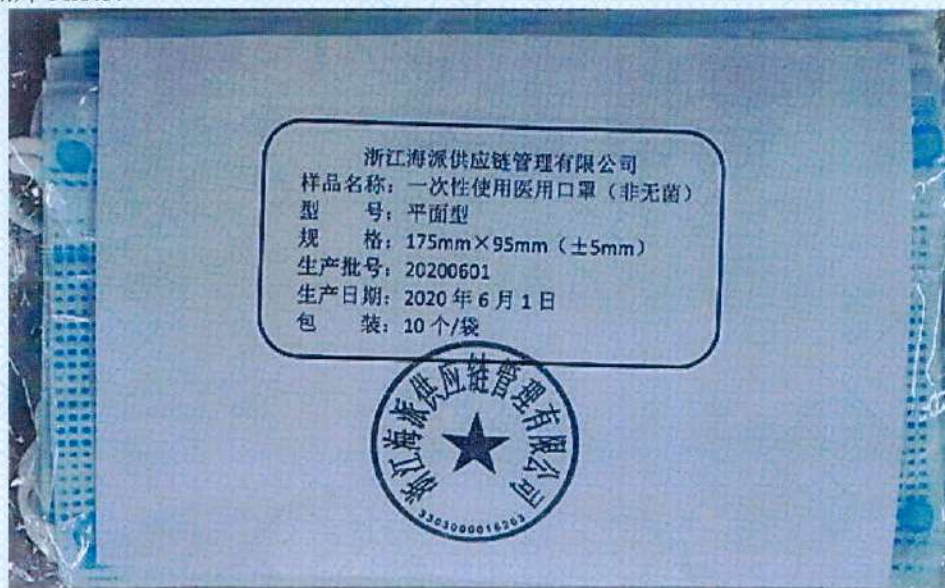 浙江海派供应链管理有限公司
样品名称：一次性使用医用口罩（非无菌）
型　　号：平面型
规　　格：175mm×95mm（±5mm）
生产批号：20200601
生产日期：2020 年 6 月 1 日
包　　装：10 个/袋
浙江海派供应链管理有限公司
3303000016203